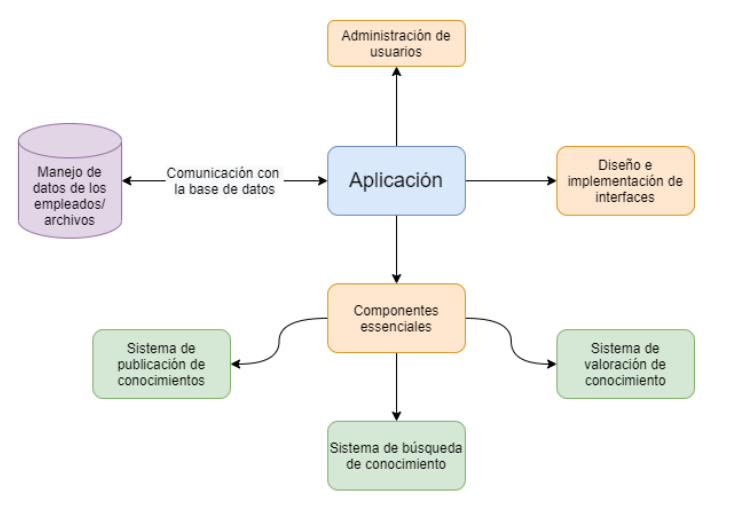 Administración de
usuarios
Manejo de
datos de los
empleados/
archivos
Comunicación con
la base de datos
Aplicación
Diseño e
implementación de
interfaces
Componentes
essenciales
Sistema de
publicación de
conocimientos
Sistema de
valoración de
conocimiento
Sistema de búsqueda
de conocimiento